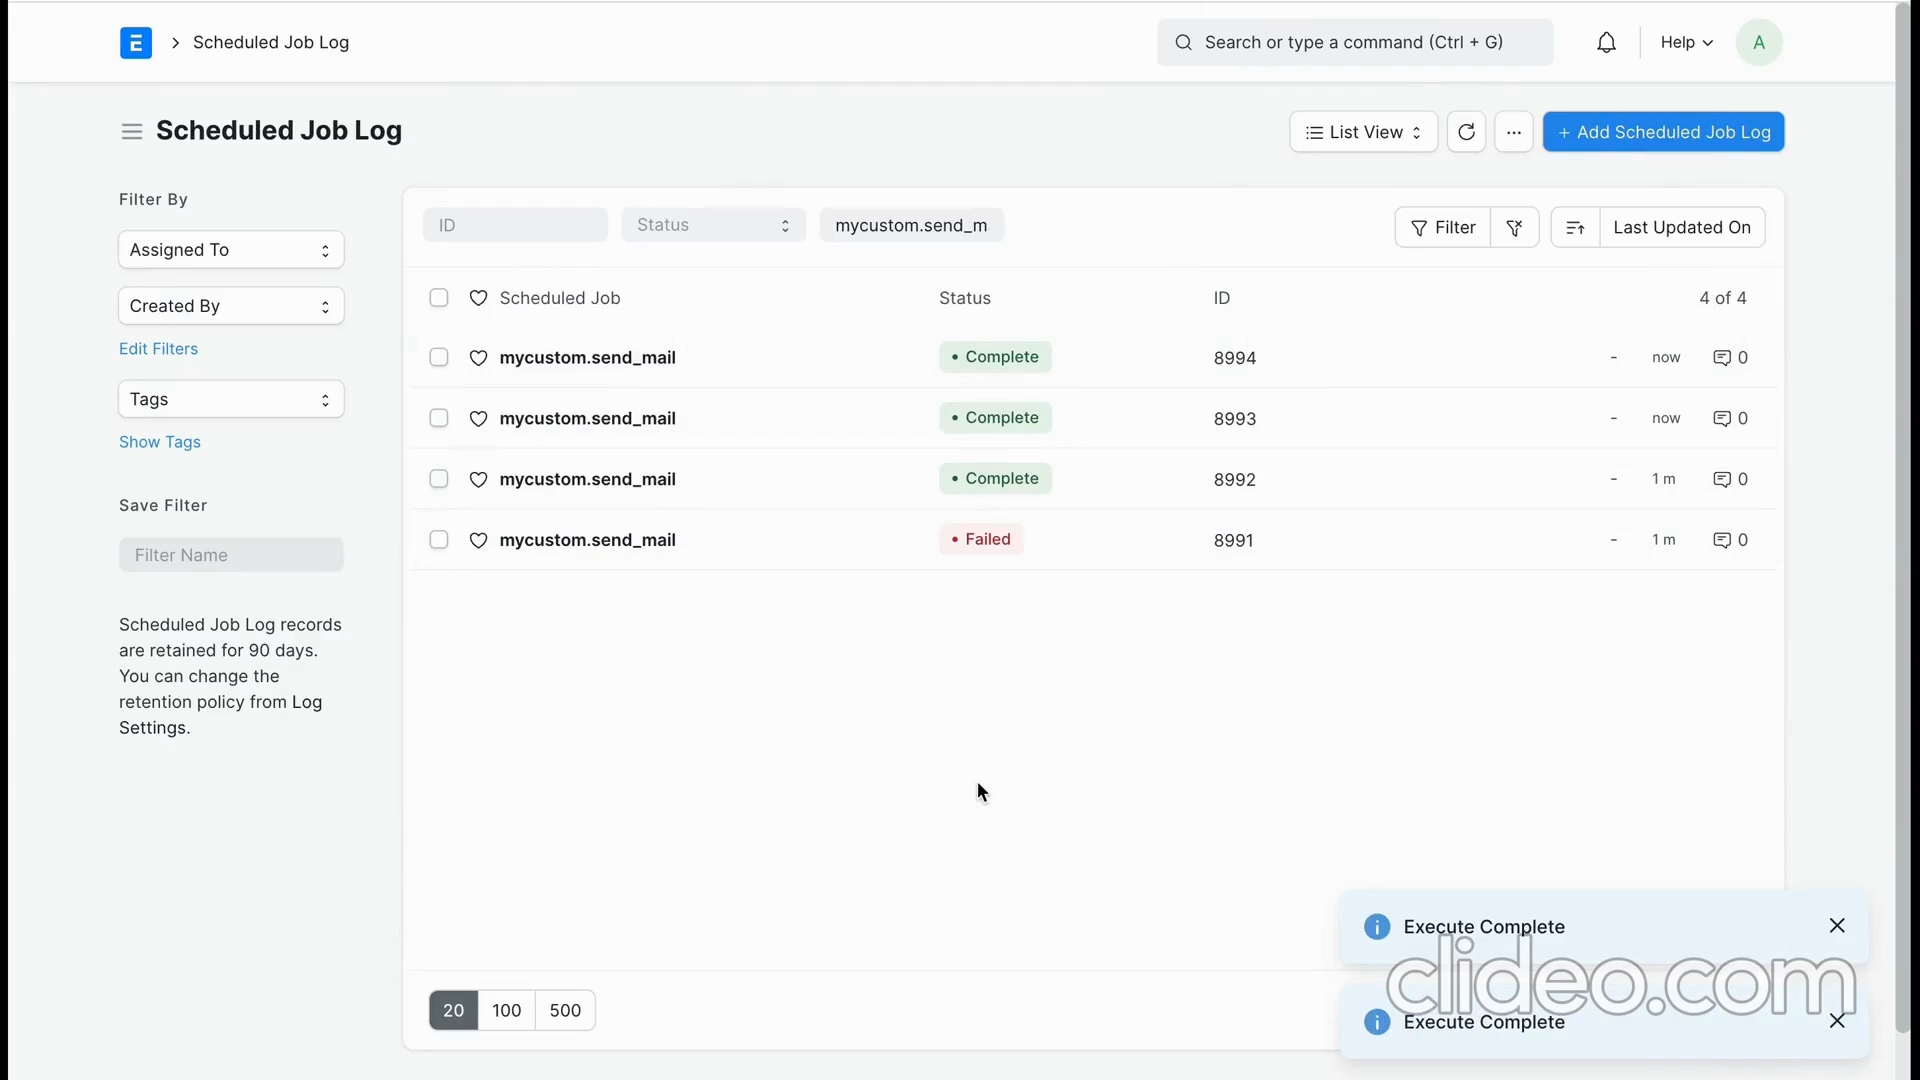 E
Scheduled Job Log
Search or type a command (Ctrl + G)
Help
A
Scheduled Job Log
List View
...
+ Add Scheduled Job Log
Filter By
Assigned To
Created By
Edit Filters
Tags
Show Tags
Save Filter
Filter Name
Scheduled Job Log records
are retained for 90 days.
You can change the
retention policy from Log
Settings.
ID
Status
mycustom.send_m
Filter
Last Updated On
Scheduled Job Status ID 4 of 4
mycustom.send_mail • Complete 8994 - now 0
mycustom.send_mail • Complete 8993 - now 0
mycustom.send_mail • Complete 8992 - 1 m 0
mycustom.send_mail • Failed 8991 - 1 m 0
20 100 500
Execute Complete
clideo.com
Execute Complete